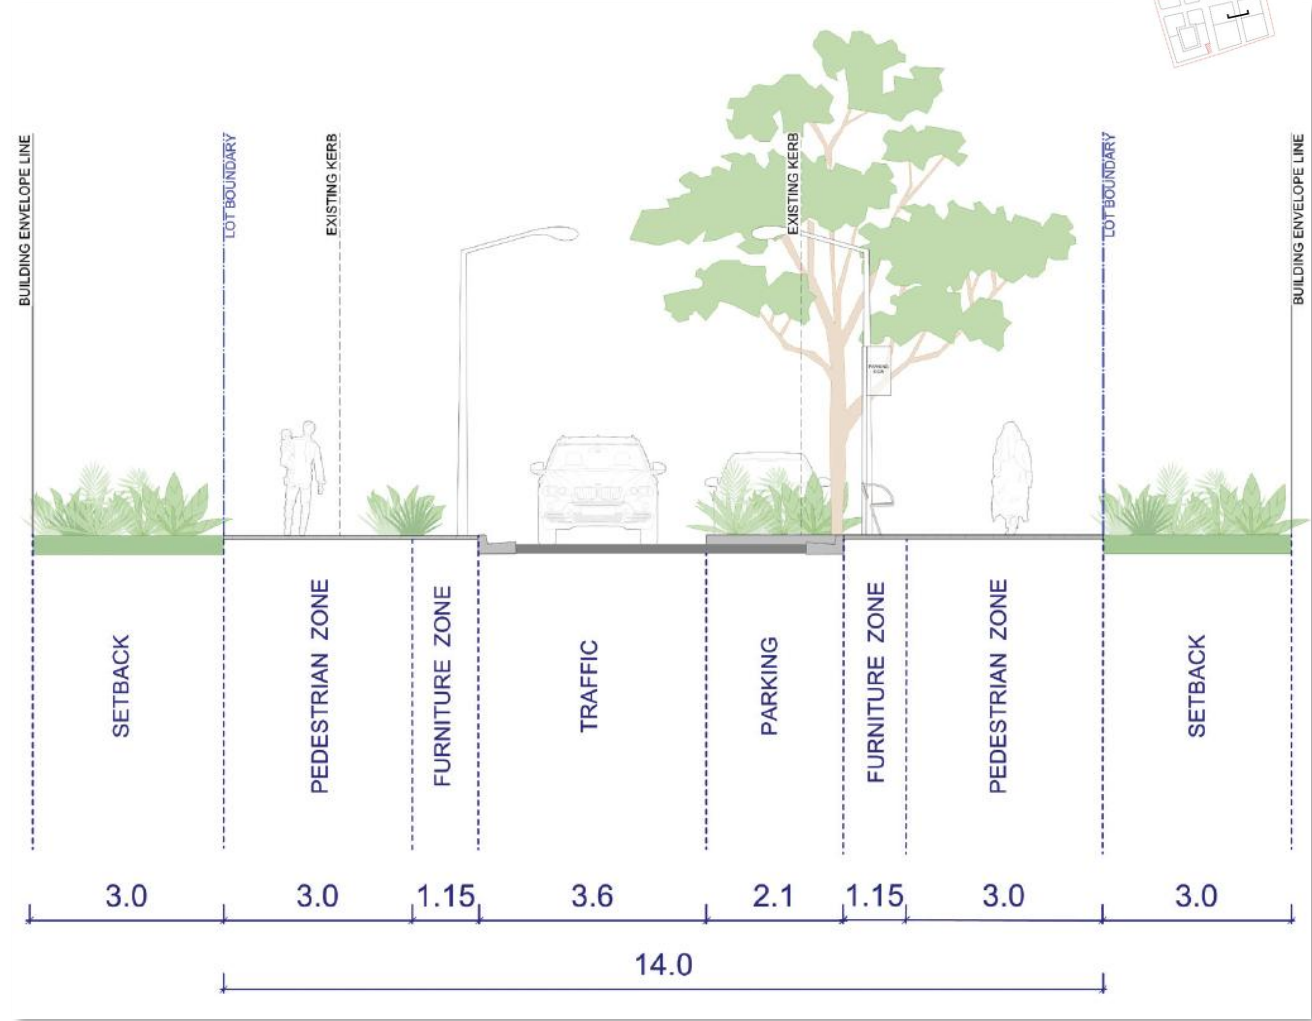 BUILDING ENVELOPE LINE
LOT BOUNDARY
EXISTING KERB
EXISTING KERB
LOT BOUNDARY
BUILDING ENVELOPE LINE
PARKING
SIGN
SETBACK
PEDESTRIAN ZONE
FURNITURE ZONE
TRAFFIC
PARKING
FURNITURE ZONE
PEDESTRIAN ZONE
SETBACK
3.0
3.0
1.15
3.6
2.1
1.15
3.0
3.0
14.0